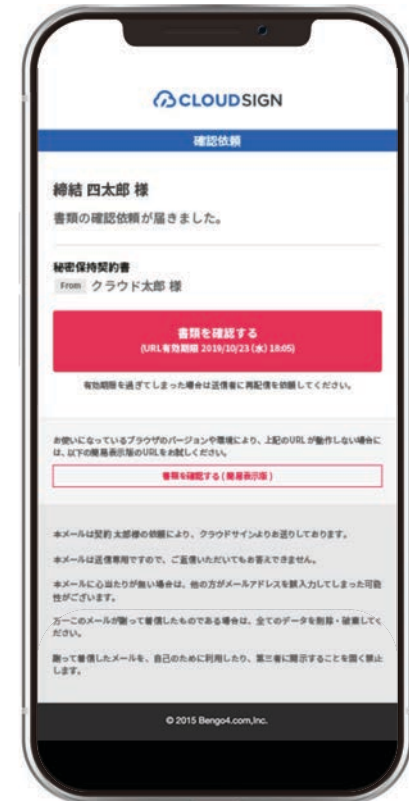 CLOUDSIGN
確認依頼
締結 四太郎 様
書類の確認依頼が届きました。
秘密保持契約書
From クラウド太郎 様
書類を確認する
(URL有効期限 2019/10/23 (水) 18:05)
有効期限を過ぎてしまった場合は送信者に再配信を依頼してください。
お使いになっているブラウザのバージョンや環境により、上記のURL が動作しない場合に
は、以下の簡易表示版のURLをお試しください。
書類を確認する ( 簡易表示版 )
本メールは契約 太郎様の依頼により、クラウドサインよりお送りしております。
本メールは送信専用ですので、ご返信いただいてもお答えできません。
本メールに心当たりが無い場合は、他の方がメールアドレスを誤入力してしまった可能
性がございます。
万一このメールが誤って着信したものである場合は、全てのデータを削除・破棄してく
ださい。
誤って着信したメールを、自己のために利用したり、第三者に開示することを固く禁止
します。
© 2015 Bengo4.com,Inc.